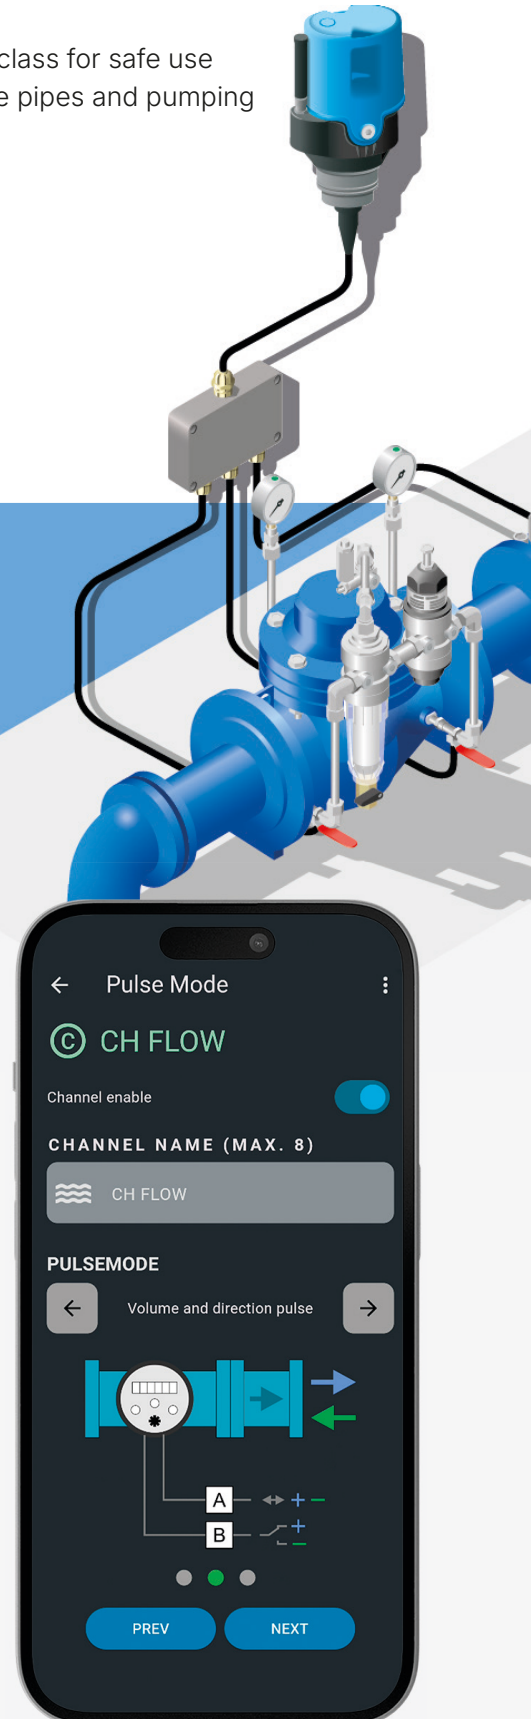 class for safe use
e pipes and pumping
Pulse Mode
C CH FLOW
Channel enable
CHANNEL NAME (MAX. 8)
CH FLOW
PULSEMODE
Volume and direction pulse
A + –
B + –
PREV NEXT